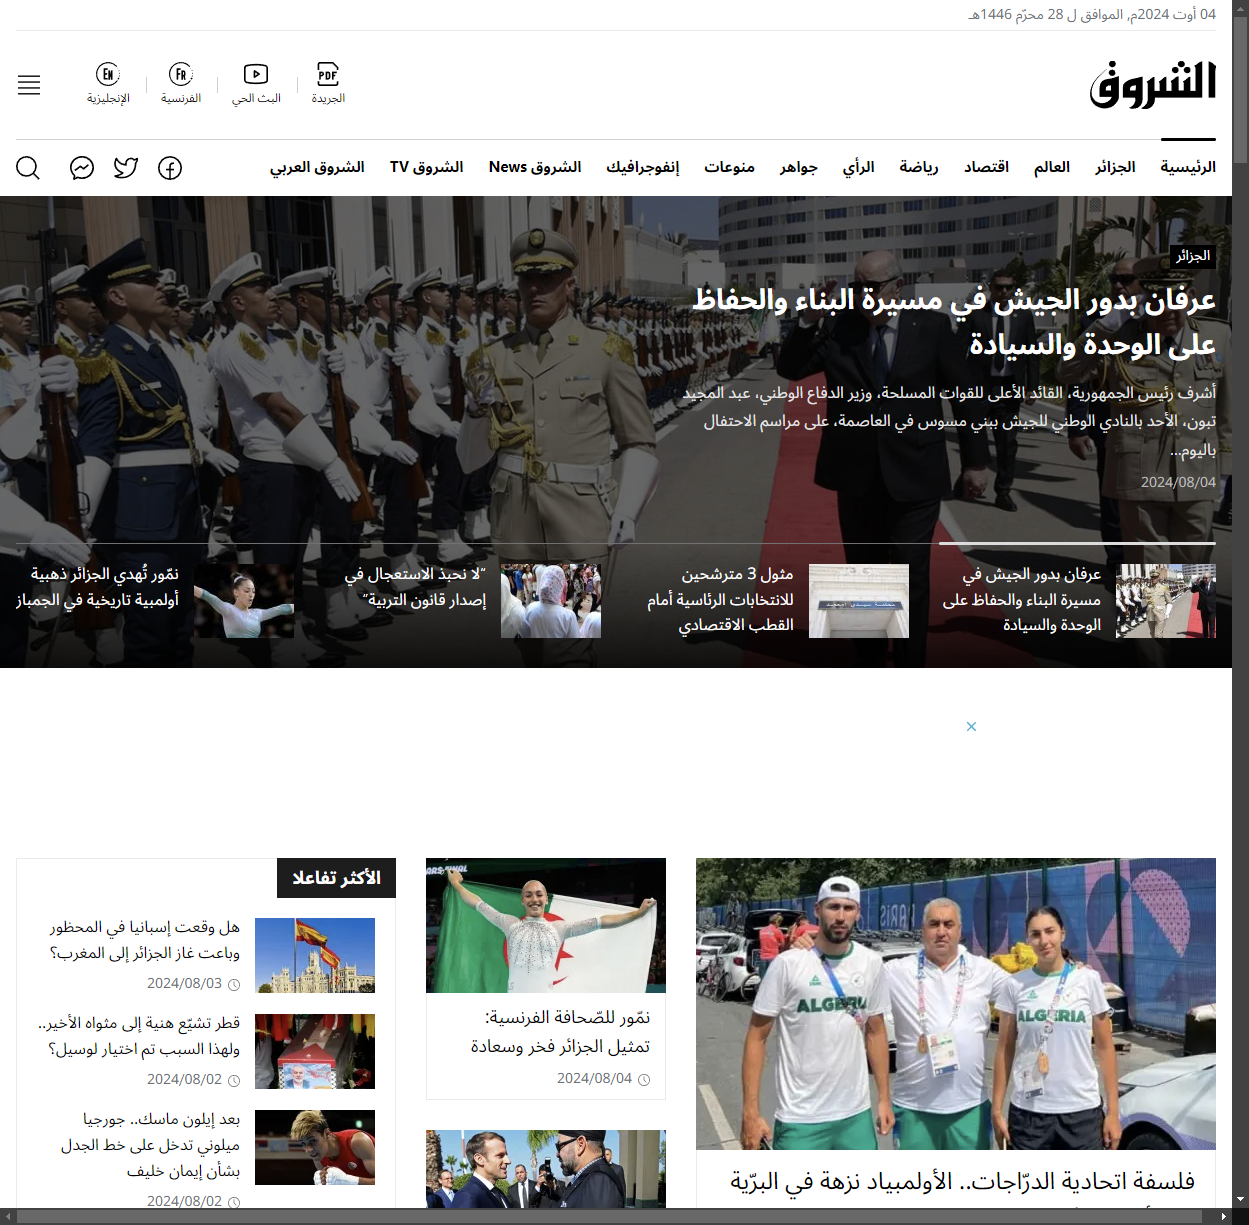 04 أوت 2024م, الموافق ل 28 محرّم 1446هـ
الشروق
PDF
الجريدة
البث الحي
FR
الفرنسية
EN
الإنجليزية
الرئيسية
الجزائر
العالم
اقتصاد
رياضة
الرأي
جواهر
منوعات
إنفوجرافيك
الشروق News
الشروق TV
الشروق العربي
الجزائر
عرفان بدور الجيش في مسيرة البناء والحفاظ
على الوحدة والسيادة
أشرف رئيس الجمهورية، القائد الأعلى للقوات المسلحة، وزير الدفاع الوطني، عبد المجيد
تبون، الأحد بالنادي الوطني للجيش ببني مسوس في العاصمة، على مراسم الاحتفال
باليوم...
2024/08/04
عرفان بدور الجيش في
مسيرة البناء والحفاظ على
الوحدة والسيادة
مثول 3 مترشحين
للانتخابات الرئاسية أمام
القطب الاقتصادي
“لا نحبذ الاستعجال في
إصدار قانون التربية”
نمّور تُهدي الجزائر ذهبية
أولمبية تاريخية في الجمباز
ALGERIA
ALGERIA
PARIS
فلسفة اتحادية الدرّاجات.. الأولمبياد نزهة في البرّية
نمّور للصّحافة الفرنسية:
تمثيل الجزائر فخر وسعادة
2024/08/04
الأكثر تفاعلا
هل وقعت إسبانيا في المحظور
وباعت غاز الجزائر إلى المغرب؟
2024/08/03
قطر تشيّع هنية إلى مثواه الأخير..
ولهذا السبب تم اختيار لوسيل؟
2024/08/02
بعد إيلون ماسك.. جورجيا
ميلوني تدخل على خط الجدل
بشأن إيمان خليف
2024/08/02